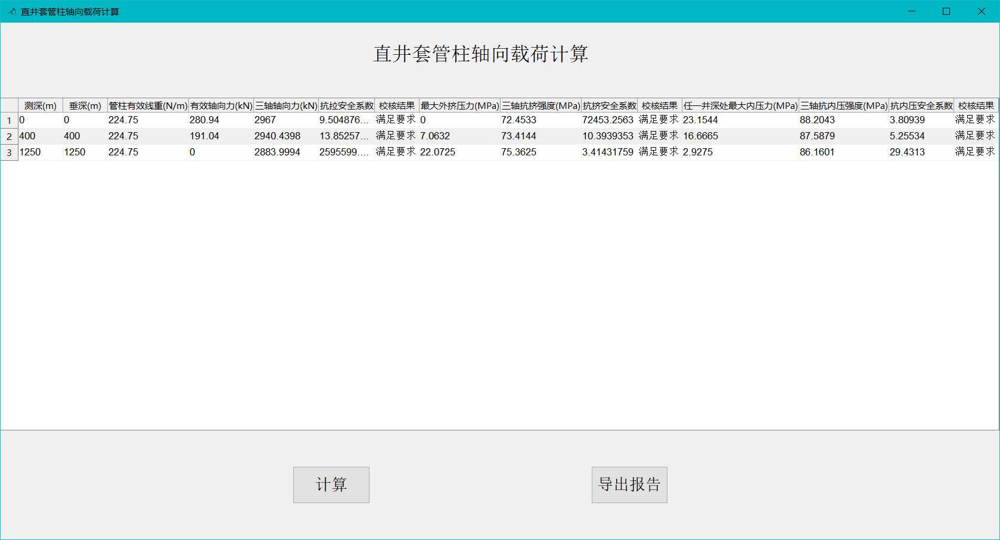 直井套管柱轴向载荷计算
直井套管柱轴向载荷计算
测深(m) 垂深(m) 管柱有效线重(N/m) 有效轴向力(kN) 三轴轴向力(kN) 抗拉安全系数 校核结果 最大外挤压力(MPa) 三轴抗挤强度(MPa) 抗挤安全系数 校核结果 任一井深处最大内压力(MPa) 三轴抗内压强度(MPa) 抗内压安全系数 校核结果
1 0 0 224.75 280.94 2967 9.504876... 满足要求 0 72.4533 72453.2563 满足要求 23.1544 88.2043 3.80939 满足要求
2 400 400 224.75 191.04 2940.4398 13.85257... 满足要求 7.0632 73.4144 10.3939353 满足要求 16.6665 87.5879 5.25534 满足要求
3 1250 1250 224.75 0 2883.9994 2595599.... 满足要求 22.0725 75.3625 3.41431759 满足要求 2.9275 86.1601 29.4313 满足要求
计算 导出报告